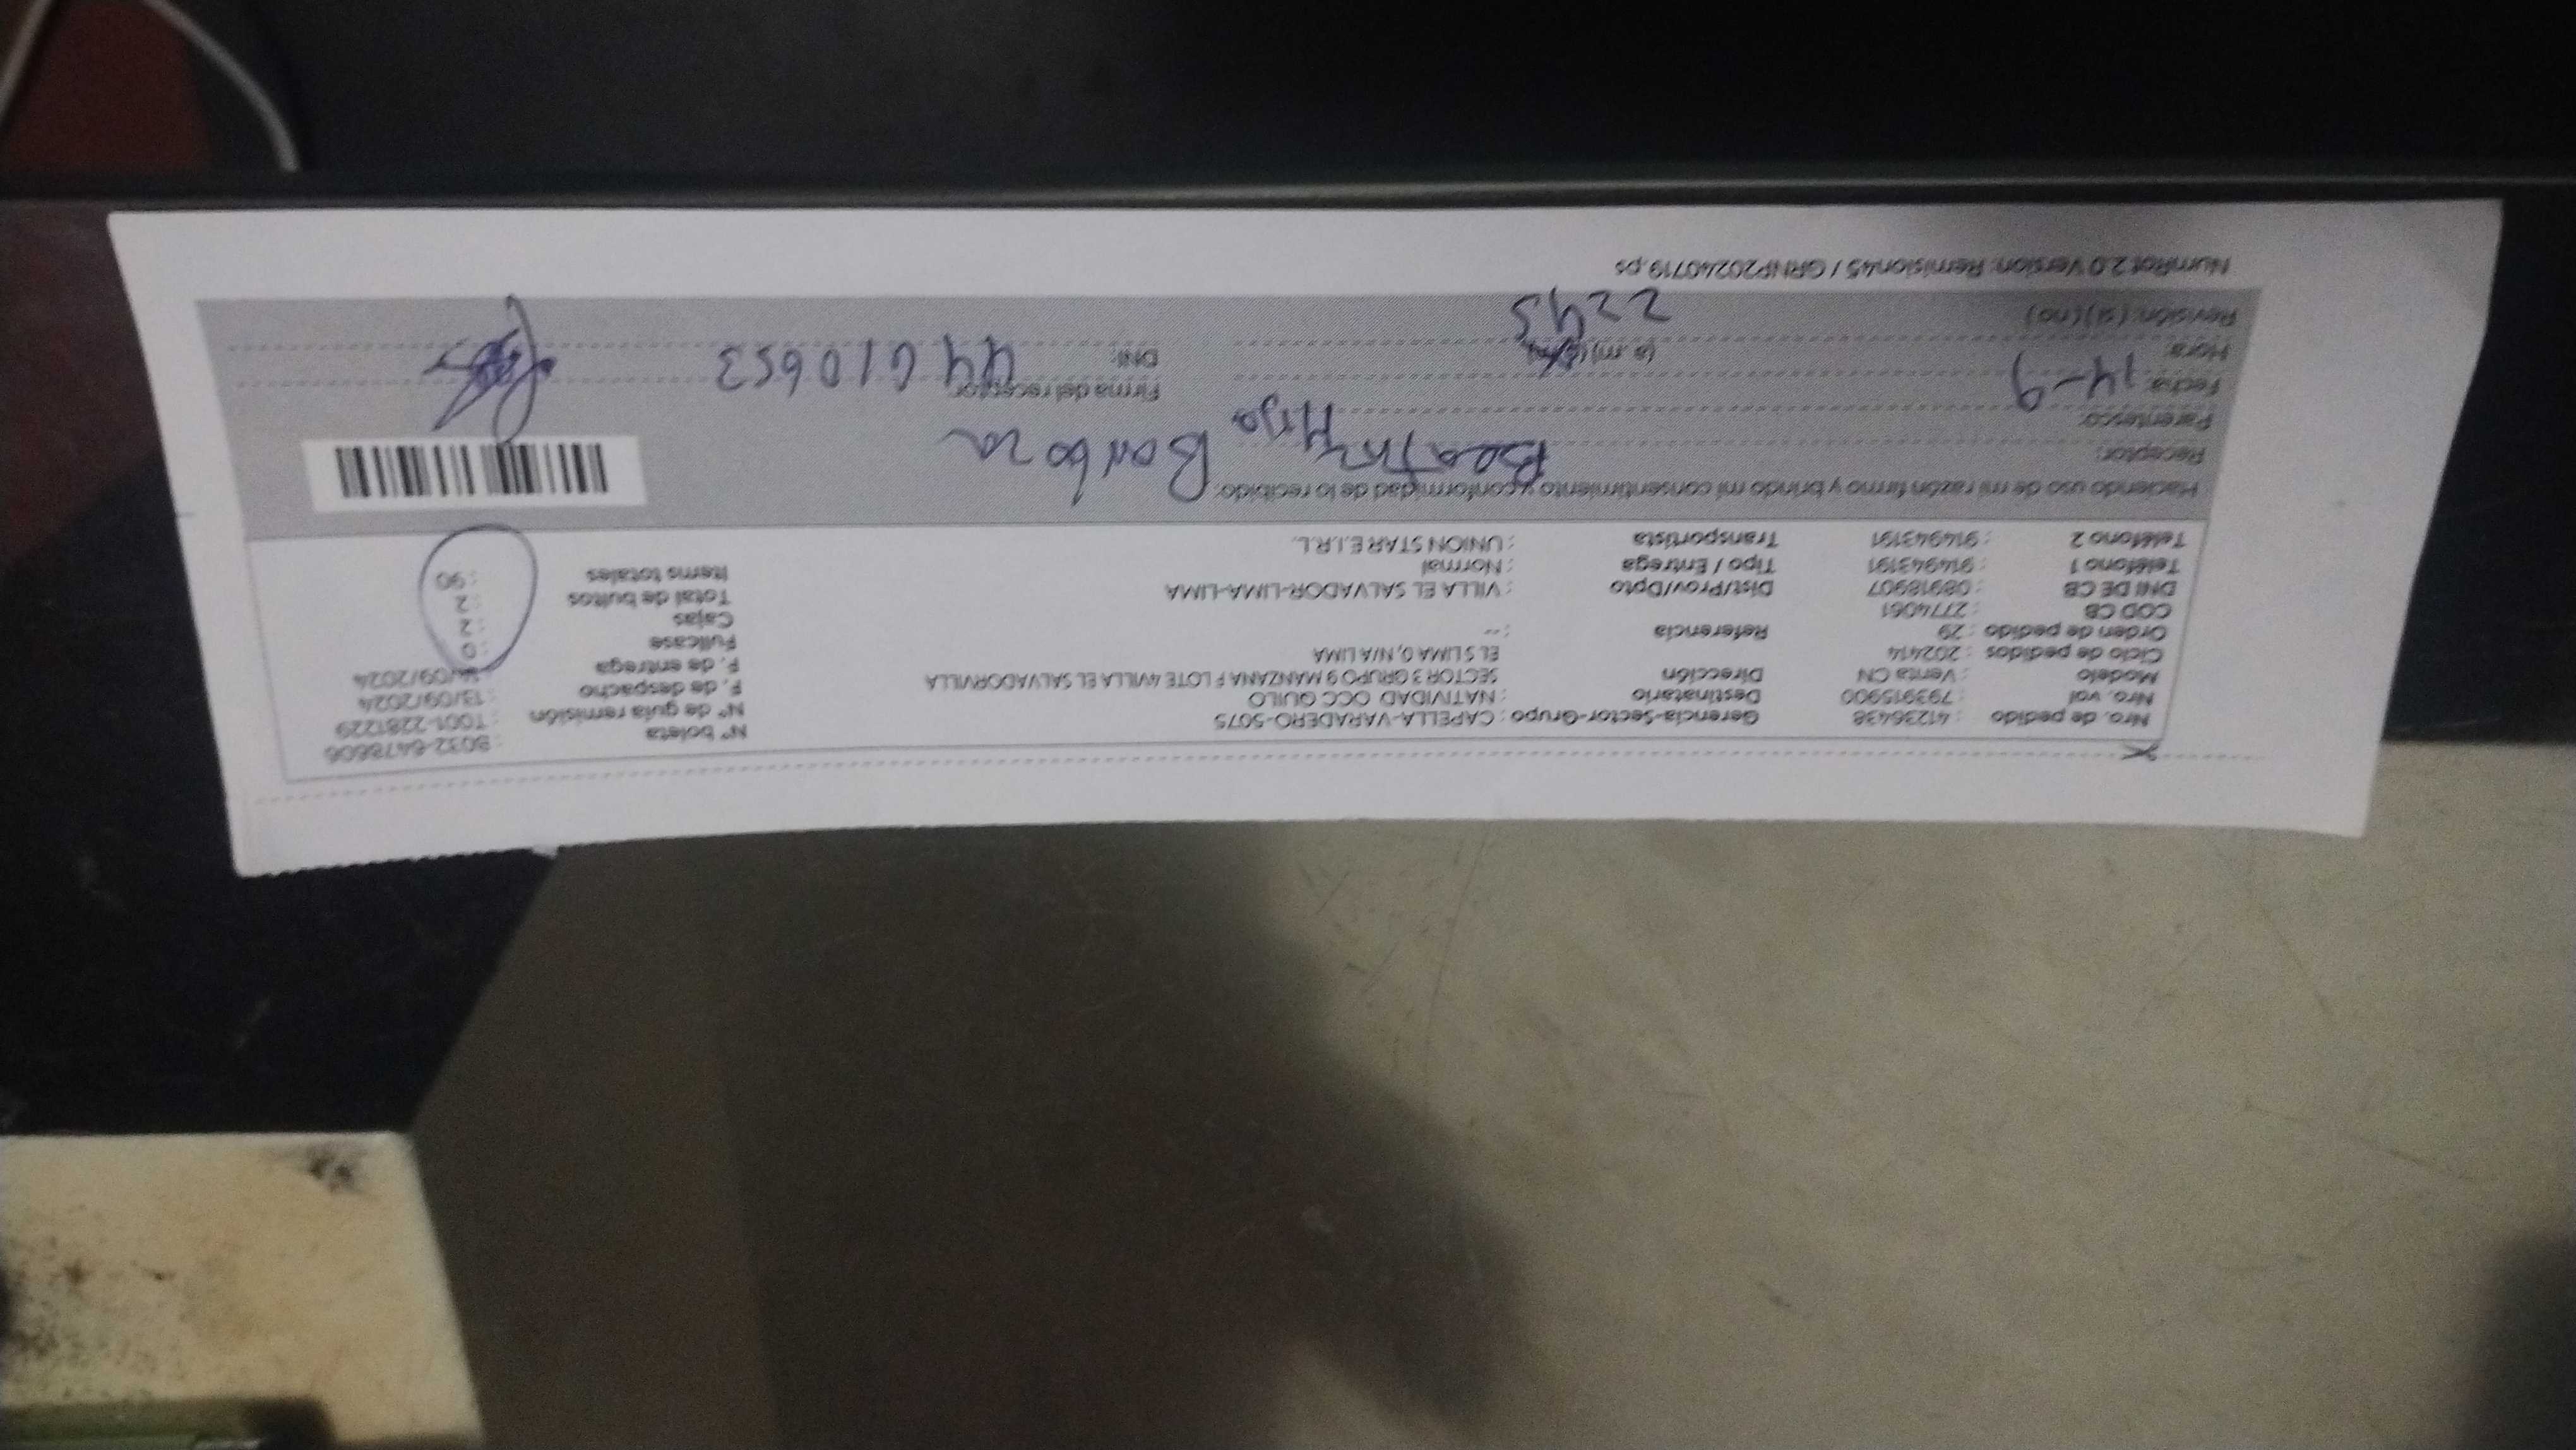 Nro. de pedido : 41236438 Gerencia-Sector-Grupo : CAPELLA-VARADERO-5075 N° boleta : B032-6478606
Nro. vol : 793915900 Destinatario : NATIVIDAD OCC QUILO N° de guía remisión : T001-2281229
Modelo : Venta CN Dirección SECTOR 3 GRUPO 9 MANZANA F LOTE 4VILLA EL SALVADORVILLA F. de despacho : 13/09/2024
Ciclo de pedidos : 202414 EL S LIMA 0, N/A LIMA F. de entrega : 14/09/2024
Orden de pedido : 29 Referencia : -- Fullcase : 0
COD CB : 2774061 Cajas : 2
DNI DE CB : 08918907 Dist/Prov/Dpto : VILLA EL SALVADOR-LIMA-LIMA Total de bultos : 2
Teléfono 1 : 914943191 Tipo / Entrega : Normal Items totales : 90
Teléfono 2 : 914943191 Transportista : UNION STAR E.I.R.L.
Haciendo uso de mi razón firmo y brindo mi consentimiento y conformidad de lo recibido:
Receptor: Beatriz Barboza
Parentesco: Hija
Fecha: 14-9 Firma del receptor:
Hora: (a.m) (p.m) DNI: 44610653
Revisión: (si) (no)
NumRot 2.0 Version: Remision45 / GRNP20240719.ps